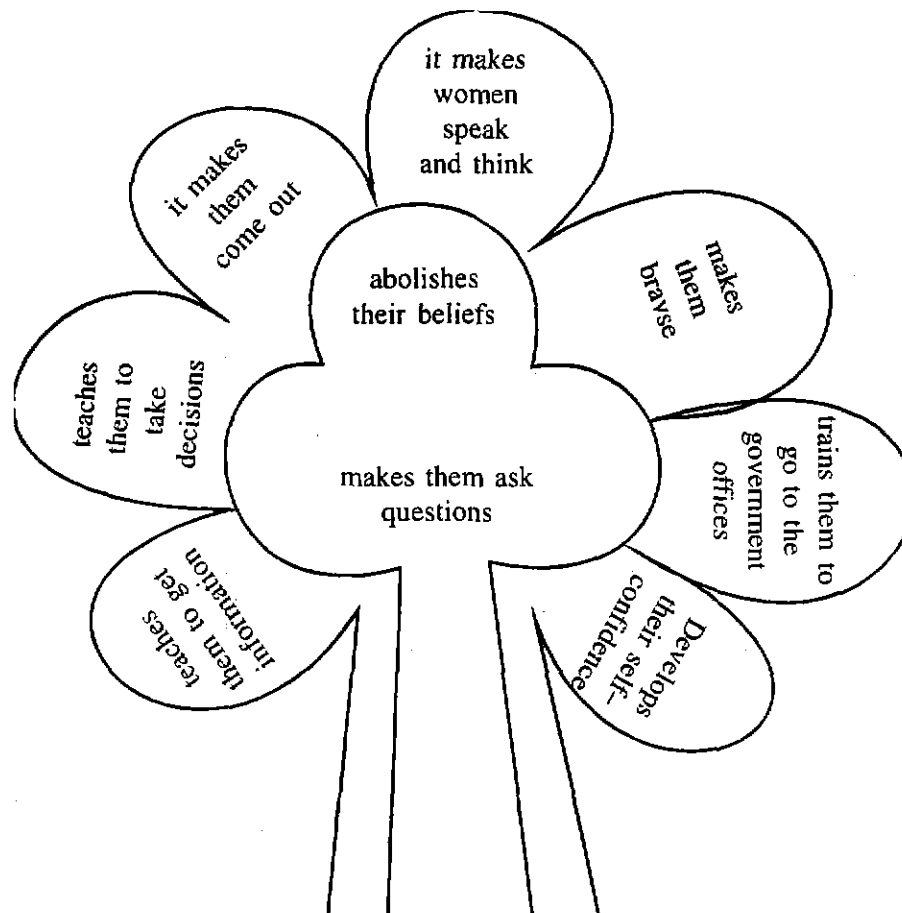 it makes
women
speak
and think
it makes
them
come out
makes
them
bravse
abolishes
their beliefs
teaches
them to
take
decisions
trains them to
go to the
government
offices
makes them ask
questions
teaches
them to get
information
Develops
their self-
confidence